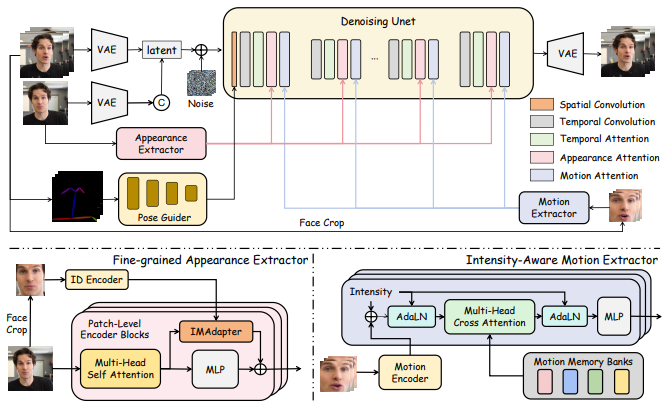 Denoising Unet
VAE
latent
VAE
VAE
C
Noise
...
Appearance
Extractor
Pose Guider
Spatial Convolution
Temporal Convolution
Temporal Attention
Appearance Attention
Motion Attention
Motion
Extractor
Face Crop
Fine-grained Appearance Extractor
ID Encoder
Face
Crop
Patch-Level
Encoder Blocks
IMAdapter
Multi-Head
Self Attention
MLP
Intensity-Aware Motion Extractor
Intensity
AdaLN
Multi-Head
Cross Attention
AdaLN
MLP
Motion
Encoder
Motion Memory Banks